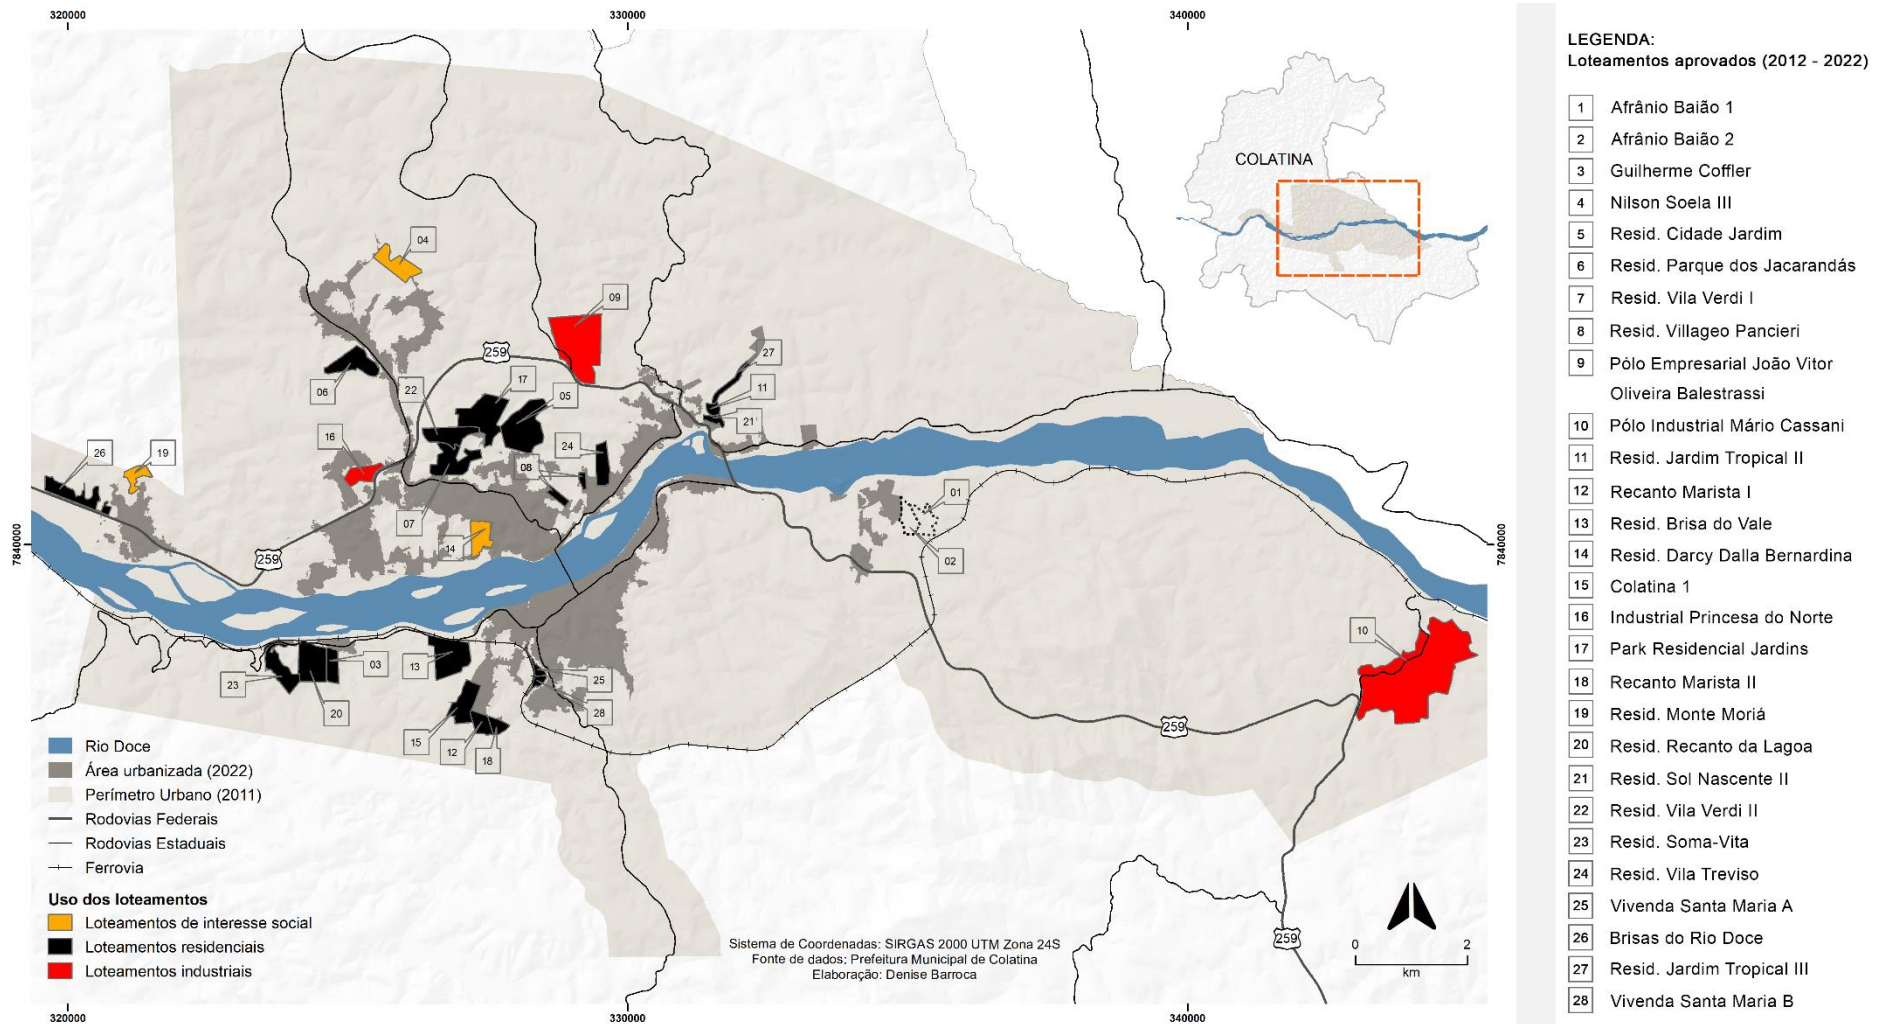 320000
330000
340000
LEGENDA:
Loteamentos aprovados (2012 - 2022)
1 Afrânio Baião 1
2 Afrânio Baião 2
3 Guilherme Coffler
4 Nilson Soela III
5 Resid. Cidade Jardim
6 Resid. Parque dos Jacarandás
7 Resid. Vila Verdi I
8 Resid. Villageo Pancieri
9 Pólo Empresarial João Vitor
Oliveira Balestrassi
10 Pólo Industrial Mário Cassani
11 Resid. Jardim Tropical II
12 Recanto Marista I
13 Resid. Brisa do Vale
14 Resid. Darcy Dalla Bernardina
15 Colatina 1
16 Industrial Princesa do Norte
17 Park Residencial Jardins
18 Recanto Marista II
19 Resid. Monte Moriá
20 Resid. Recanto da Lagoa
21 Resid. Sol Nascente II
22 Resid. Vila Verdi II
23 Resid. Soma-Vita
24 Resid. Vila Treviso
25 Vivenda Santa Maria A
26 Brisas do Rio Doce
27 Resid. Jardim Tropical III
28 Vivenda Santa Maria B
COLATINA
04
09
259
27
06
22
17
11
05
21
16
24
26
19
08
01
07
14
02
7840000
7840000
259
10
03
13
23
25
20
28
15
12
18
259
259
Rio Doce
Área urbanizada (2022)
Perímetro Urbano (2011)
Rodovias Federais
Rodovias Estaduais
Ferrovia
Uso dos loteamentos
Loteamentos de interesse social
Loteamentos residenciais
Loteamentos industriais
Sistema de Coordenadas: SIRGAS 2000 UTM Zona 24S
Fonte de dados: Prefeitura Municipal de Colatina
Elaboração: Denise Barroca
0 2
km
320000
330000
340000